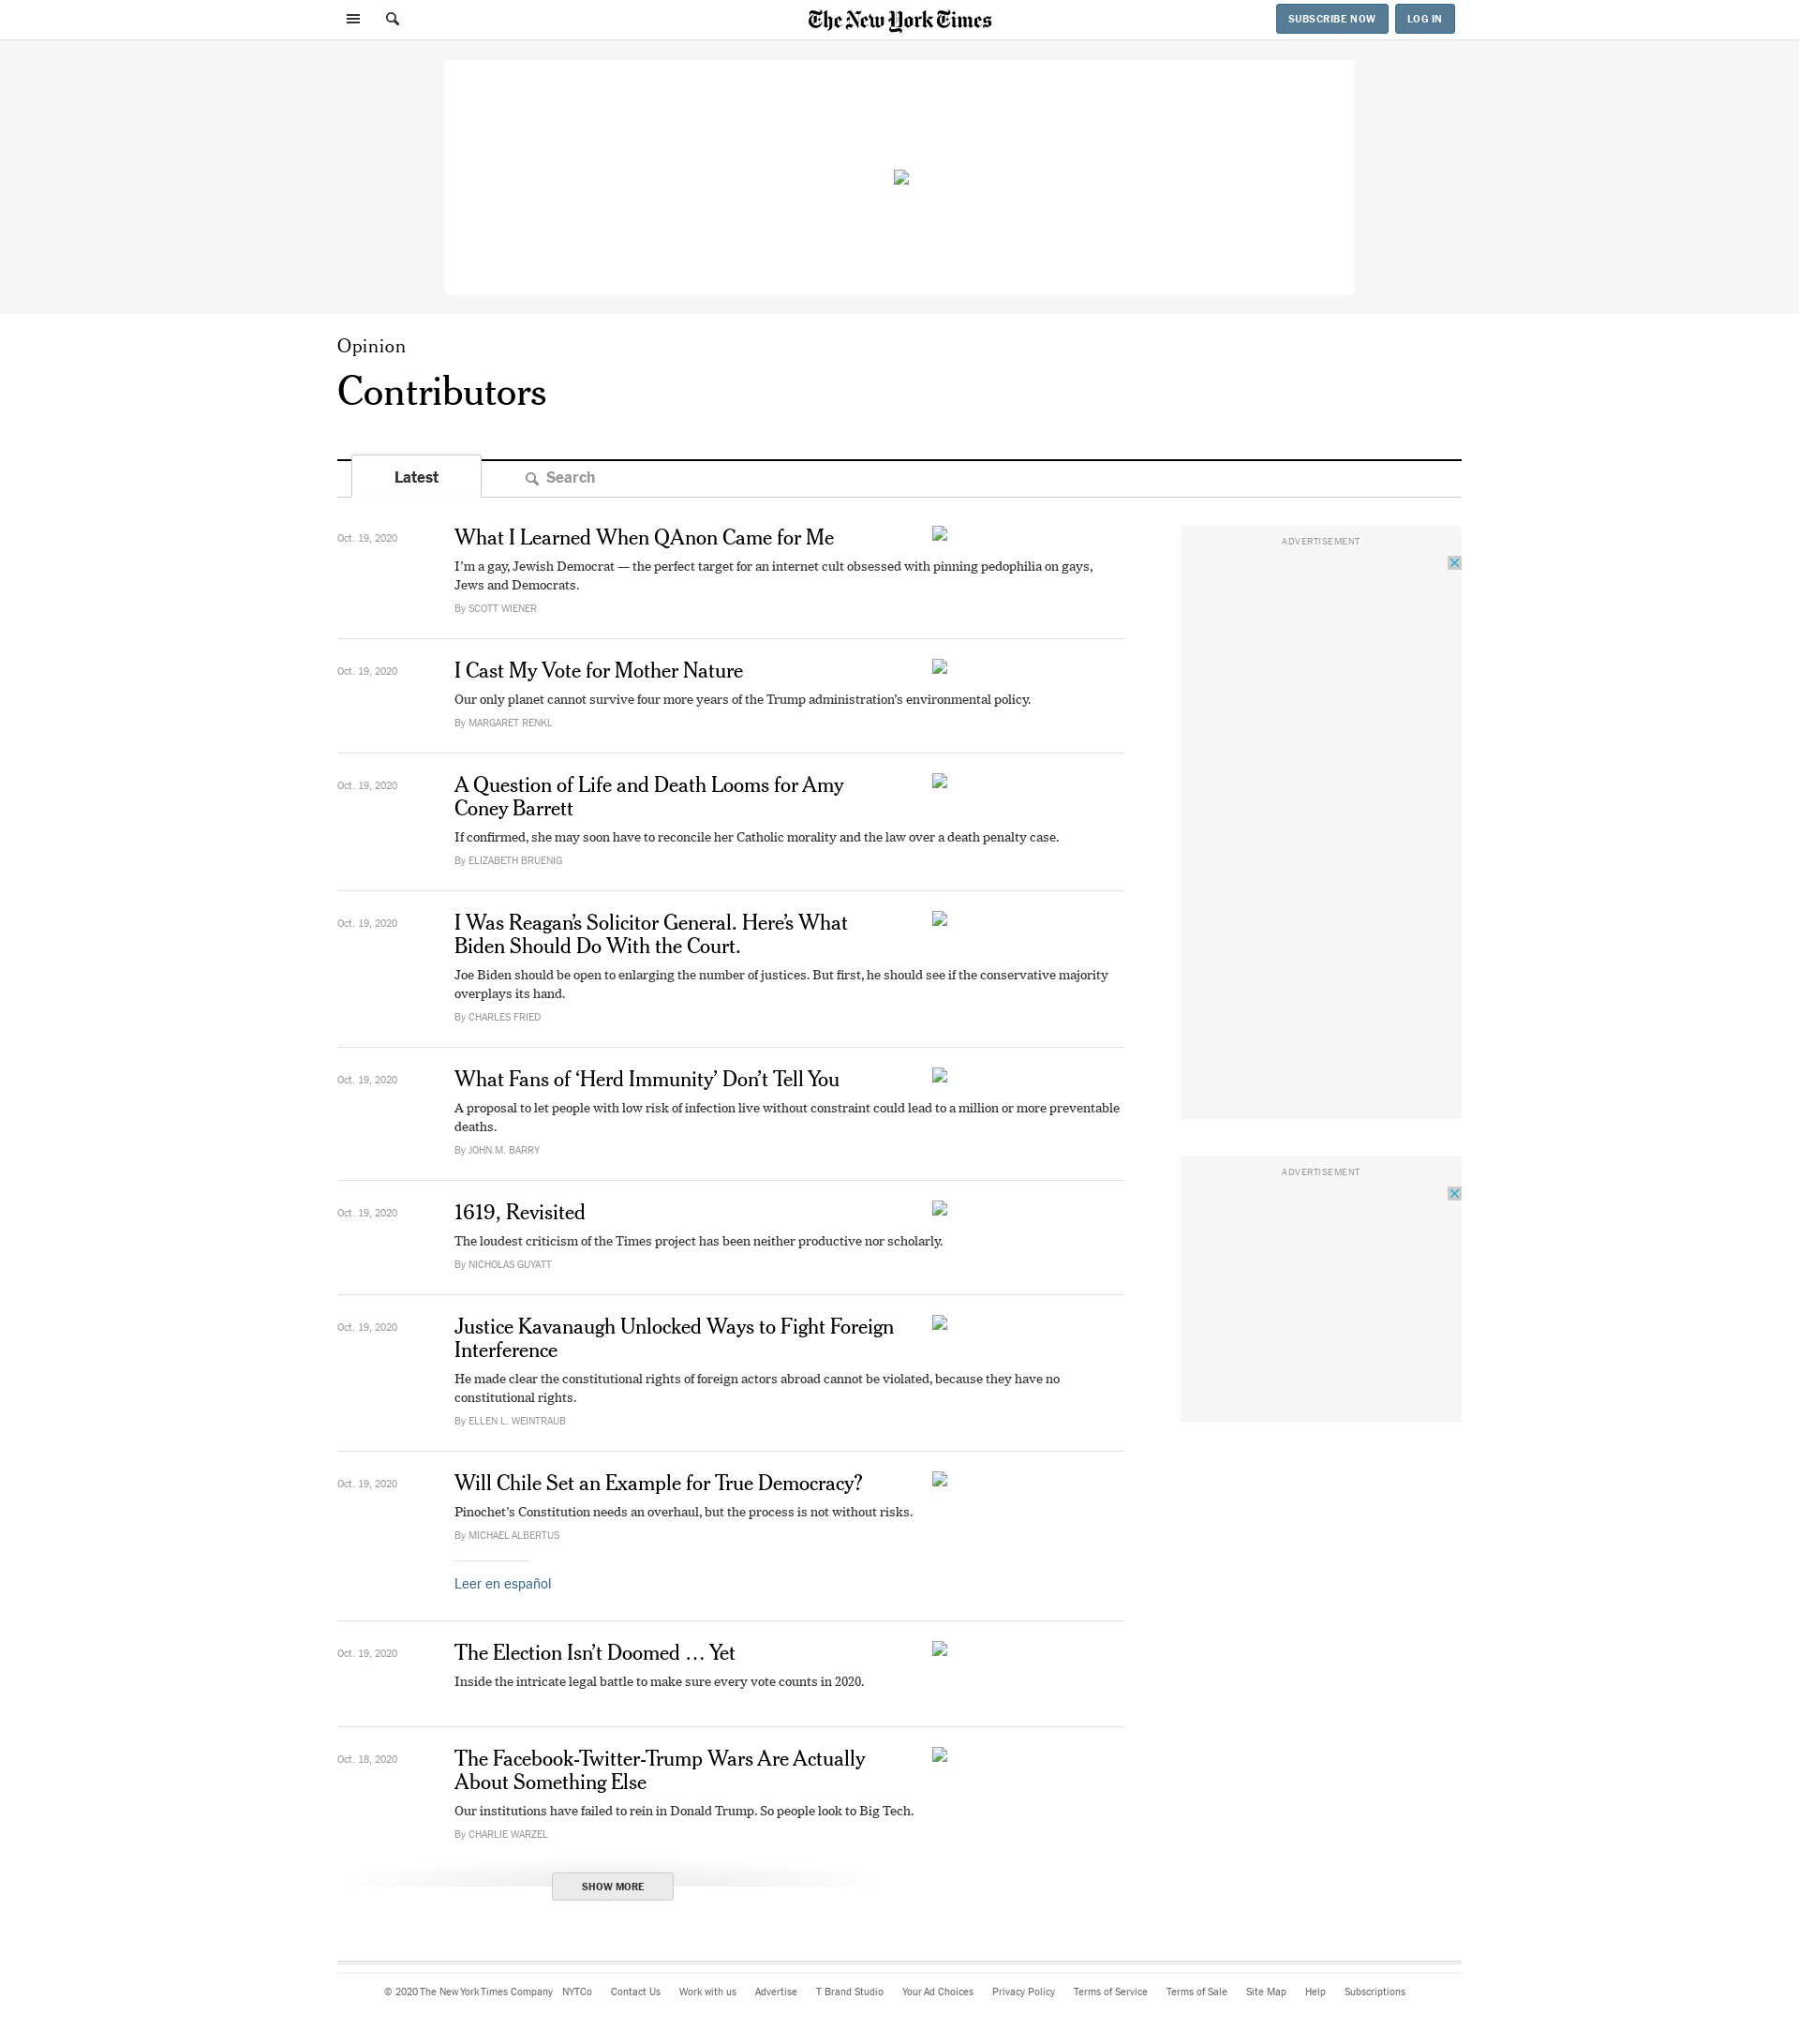 The New York Times
SUBSCRIBE NOW
LOG IN
Opinion
Contributors
Latest
Search
Oct. 19, 2020
What I Learned When QAnon Came for Me
I’m a gay, Jewish Democrat — the perfect target for an internet cult obsessed with pinning pedophilia on gays,
Jews and Democrats.
By SCOTT WIENER
Oct. 19, 2020
I Cast My Vote for Mother Nature
Our only planet cannot survive four more years of the Trump administration’s environmental policy.
By MARGARET RENKL
Oct. 19, 2020
A Question of Life and Death Looms for Amy
Coney Barrett
If confirmed, she may soon have to reconcile her Catholic morality and the law over a death penalty case.
By ELIZABETH BRUENIG
Oct. 19, 2020
I Was Reagan’s Solicitor General. Here’s What
Biden Should Do With the Court.
Joe Biden should be open to enlarging the number of justices. But first, he should see if the conservative majority
overplays its hand.
By CHARLES FRIED
Oct. 19, 2020
What Fans of ‘Herd Immunity’ Don’t Tell You
A proposal to let people with low risk of infection live without constraint could lead to a million or more preventable
deaths.
By JOHN M. BARRY
Oct. 19, 2020
1619, Revisited
The loudest criticism of the Times project has been neither productive nor scholarly.
By NICHOLAS GUYATT
Oct. 19, 2020
Justice Kavanaugh Unlocked Ways to Fight Foreign
Interference
He made clear the constitutional rights of foreign actors abroad cannot be violated, because they have no
constitutional rights.
By ELLEN L. WEINTRAUB
Oct. 19, 2020
Will Chile Set an Example for True Democracy?
Pinochet’s Constitution needs an overhaul, but the process is not without risks.
By MICHAEL ALBERTUS
Leer en español
Oct. 19, 2020
The Election Isn’t Doomed … Yet
Inside the intricate legal battle to make sure every vote counts in 2020.
Oct. 18, 2020
The Facebook-Twitter-Trump Wars Are Actually
About Something Else
Our institutions have failed to rein in Donald Trump. So people look to Big Tech.
By CHARLIE WARZEL
SHOW MORE
ADVERTISEMENT
ADVERTISEMENT
© 2020 The New York Times Company NYTCo Contact Us Work with us Advertise T Brand Studio Your Ad Choices Privacy Policy Terms of Service Terms of Sale Site Map Help Subscriptions